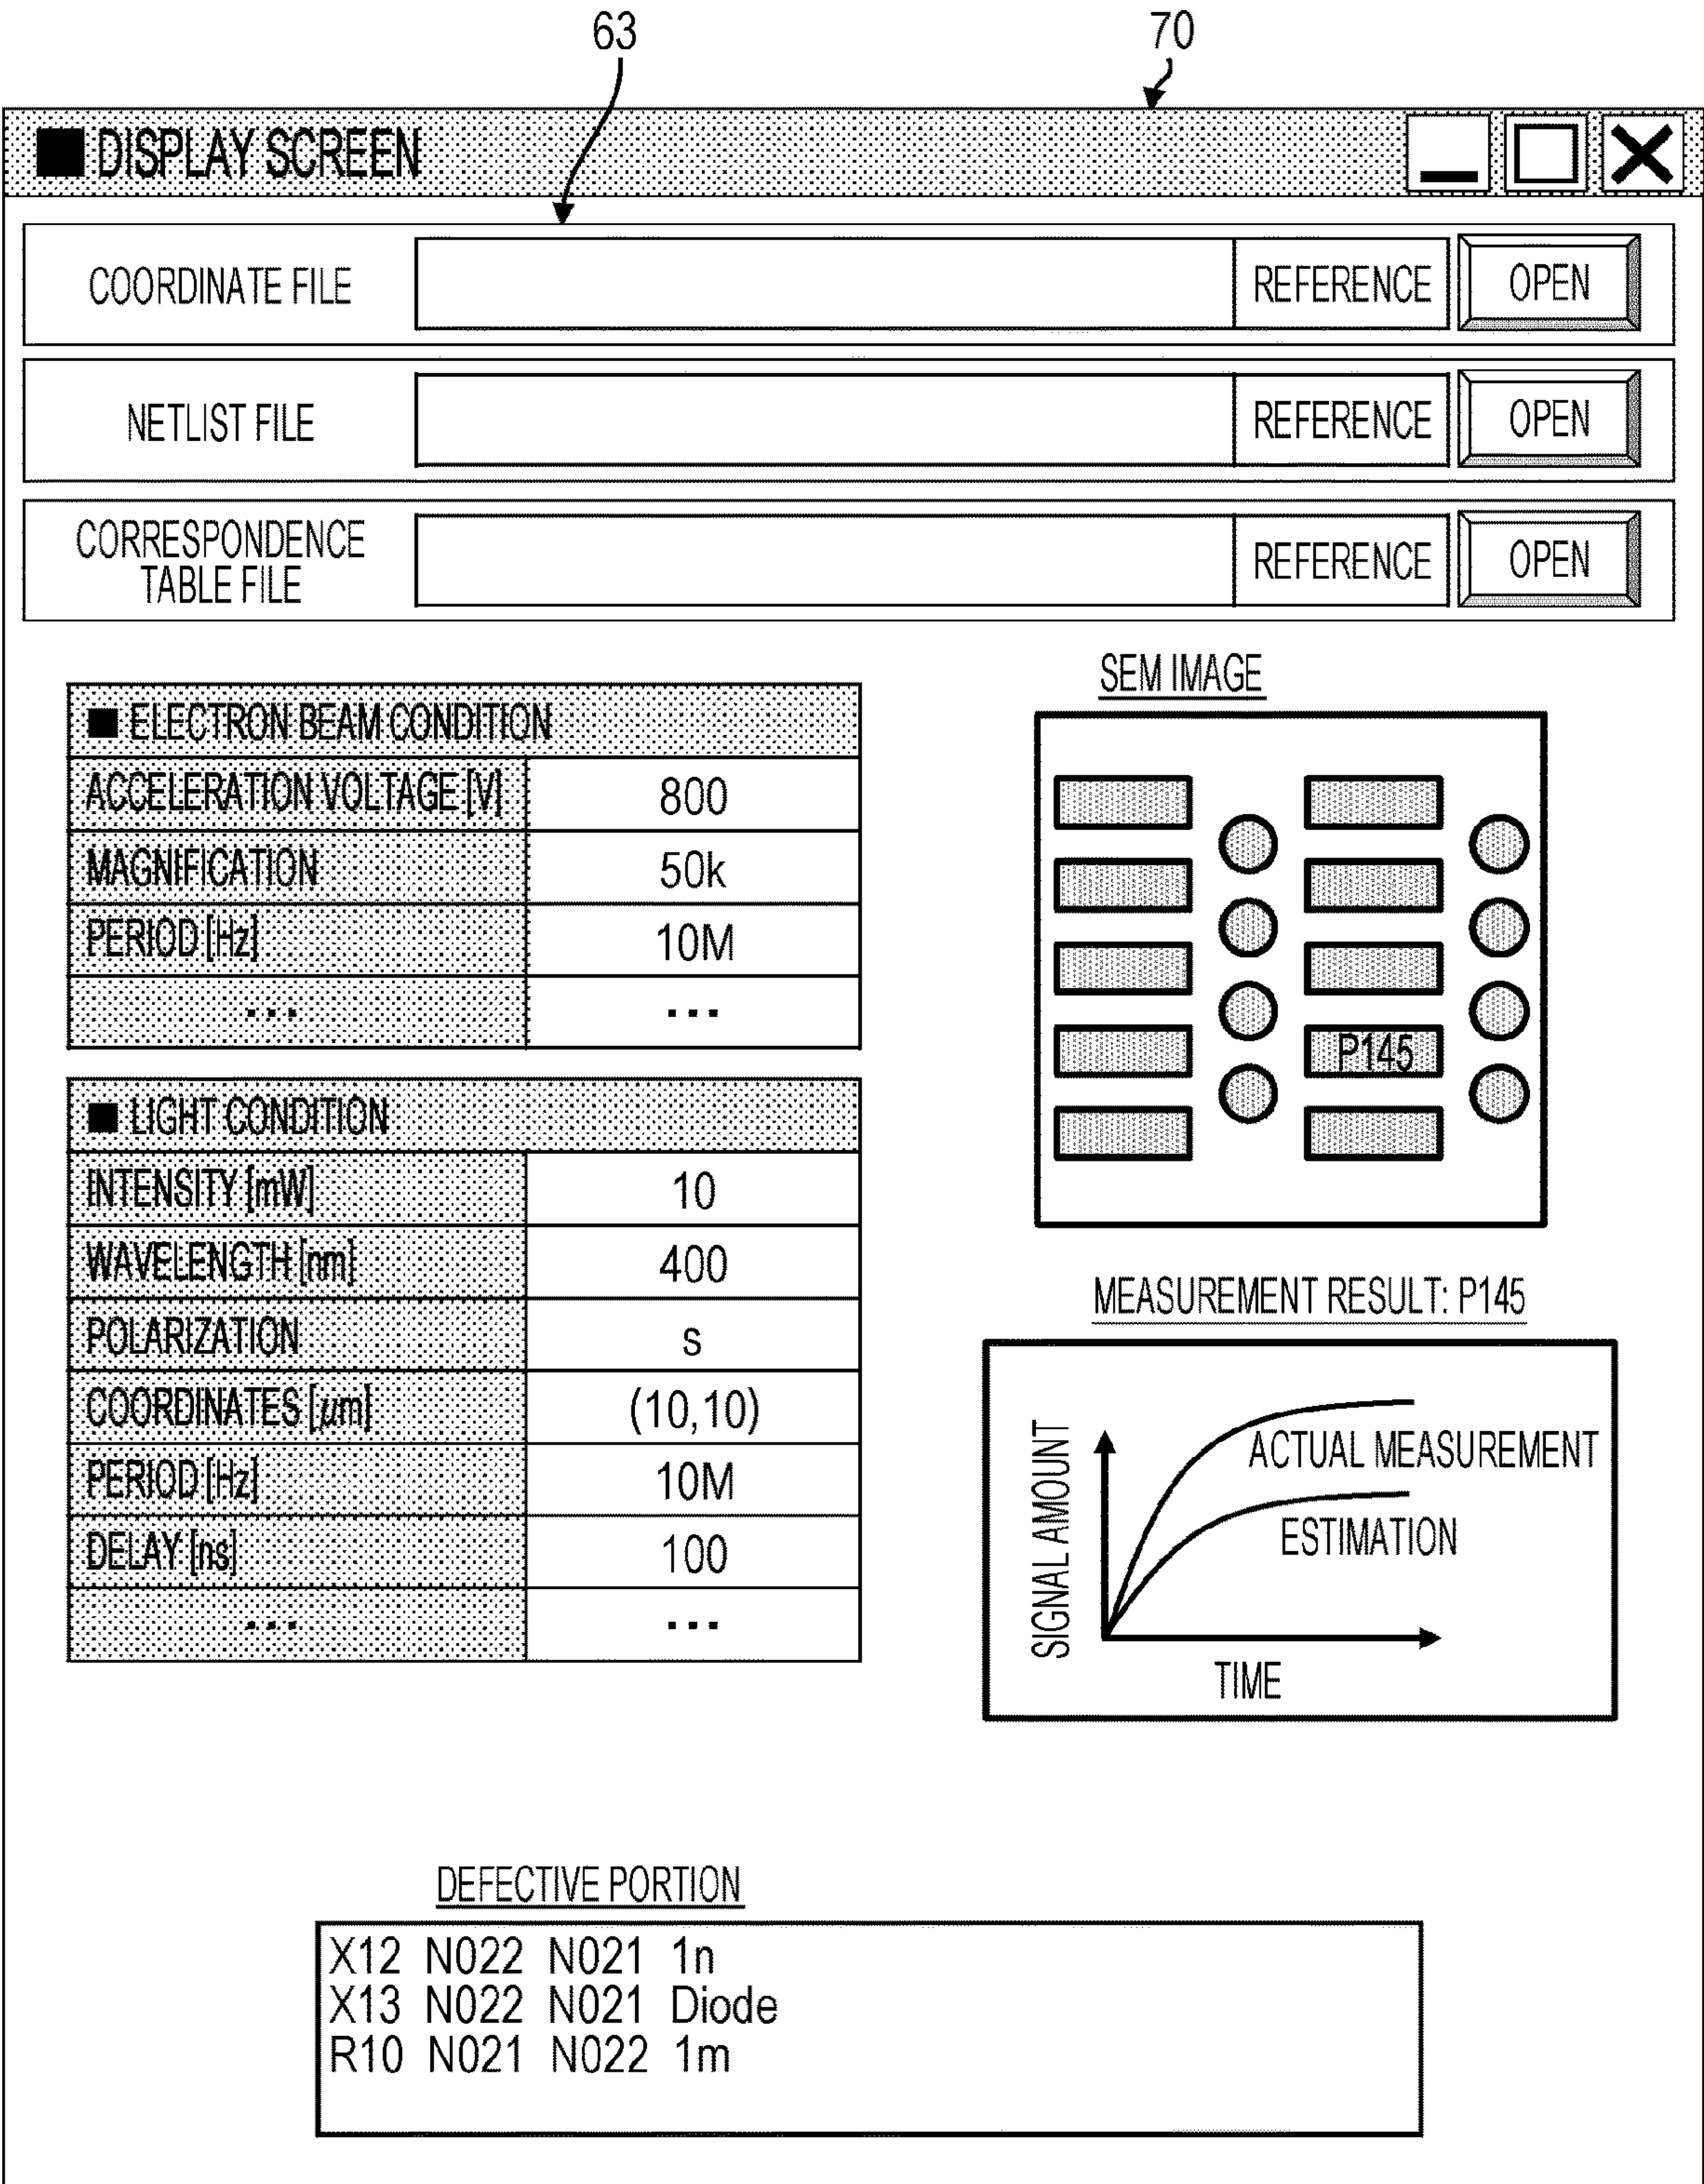 63
70
■ DISPLAY SCREEN
COORDINATE FILE
REFERENCE
OPEN
NETLIST FILE
REFERENCE
OPEN
CORRESPONDENCE
TABLE FILE
REFERENCE
OPEN
■ ELECTRON BEAM CONDITION
ACCELERATION VOLTAGE [V] 800
MAGNIFICATION 50k
PERIOD [Hz] 10M
... ...
■ LIGHT CONDITION
INTENSITY [mW] 10
WAVELENGTH [nm] 400
POLARIZATION s
COORDINATES [μm] (10,10)
PERIOD [Hz] 10M
DELAY [ns] 100
... ...
SEM IMAGE
P145
MEASUREMENT RESULT: P145
SIGNAL AMOUNT
ACTUAL MEASUREMENT
ESTIMATION
TIME
DEFECTIVE PORTION
X12 N022 N021 1n
X13 N022 N021 Diode
R10 N021 N022 1m